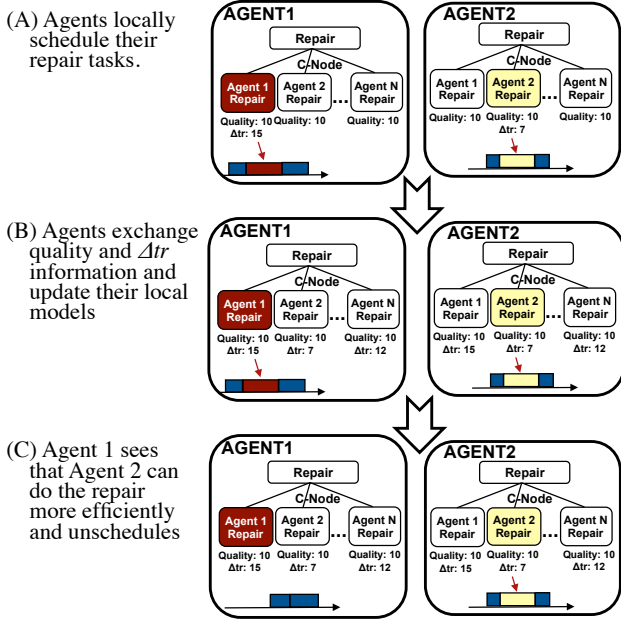 (A) Agents locally
schedule their
repair tasks.
AGENT1
Repair
C-Node
Agent 1
Repair
Agent 2
Repair
...
Agent N
Repair
Quality: 10
Δtr: 15
Quality: 10
Quality: 10
AGENT2
Repair
C-Node
Agent 1
Repair
Agent 2
Repair
...
Agent N
Repair
Quality: 10
Quality: 10
Δtr: 7
Quality: 10
(B) Agents exchange
quality and Δtr
information and
update their local
models
AGENT1
Repair
C-Node
Agent 1
Repair
Agent 2
Repair
...
Agent N
Repair
Quality: 10
Δtr: 15
Quality: 10
Δtr: 7
Quality: 10
Δtr: 12
AGENT2
Repair
C-Node
Agent 1
Repair
Agent 2
Repair
...
Agent N
Repair
Quality: 10
Δtr: 15
Quality: 10
Δtr: 7
Quality: 10
Δtr: 12
(C) Agent 1 sees
that Agent 2 can
do the repair
more efficiently
and unschedules
AGENT1
Repair
C-Node
Agent 1
Repair
Agent 2
Repair
...
Agent N
Repair
Quality: 10
Δtr: 15
Quality: 10
Δtr: 7
Quality: 10
Δtr: 12
AGENT2
Repair
C-Node
Agent 1
Repair
Agent 2
Repair
...
Agent N
Repair
Quality: 10
Δtr: 15
Quality: 10
Δtr: 7
Quality: 10
Δtr: 12